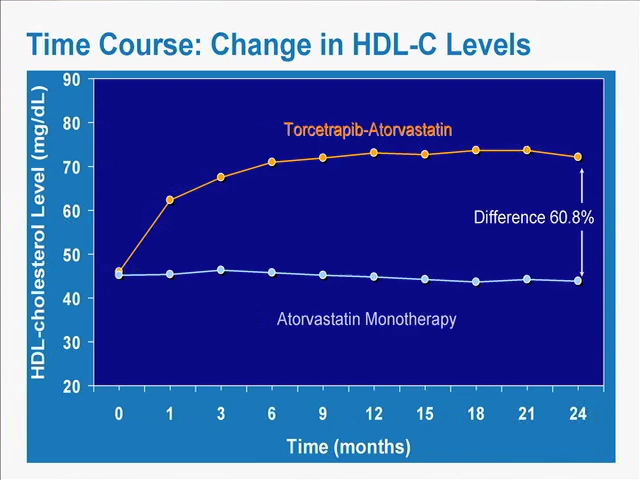 Time Course: Change in HDL-C Levels
HDL-cholesterol Level (mg/dL)
90
80
70
60
50
40
30
20
Torcetrapib-Atorvastatin
Difference 60.8%
Atorvastatin Monotherapy
0 1 3 6 9 12 15 18 21 24
Time (months)